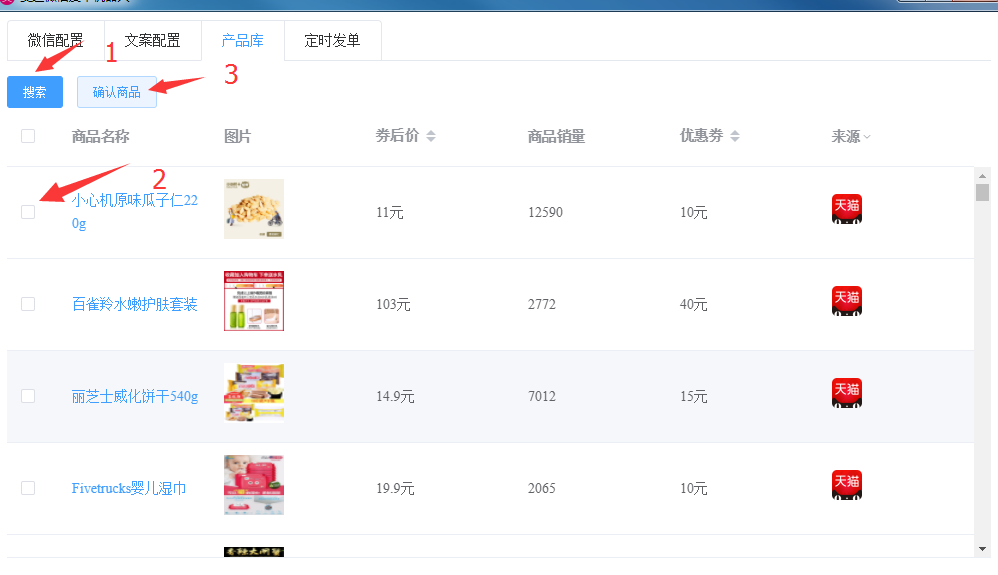 微信配置 文案配置 产品库 定时发单
1
3
搜索 确认商品
商品名称 图片 券后价 商品销量 优惠券 来源
2
小心机原味瓜子仁22
0g
11元 12590 10元 天猫
百雀羚水嫩护肤套装 103元 2772 40元 天猫
丽芝士威化饼干540g 14.9元 7012 15元 天猫
Fivetrucks婴儿湿巾 19.9元 2065 10元 天猫